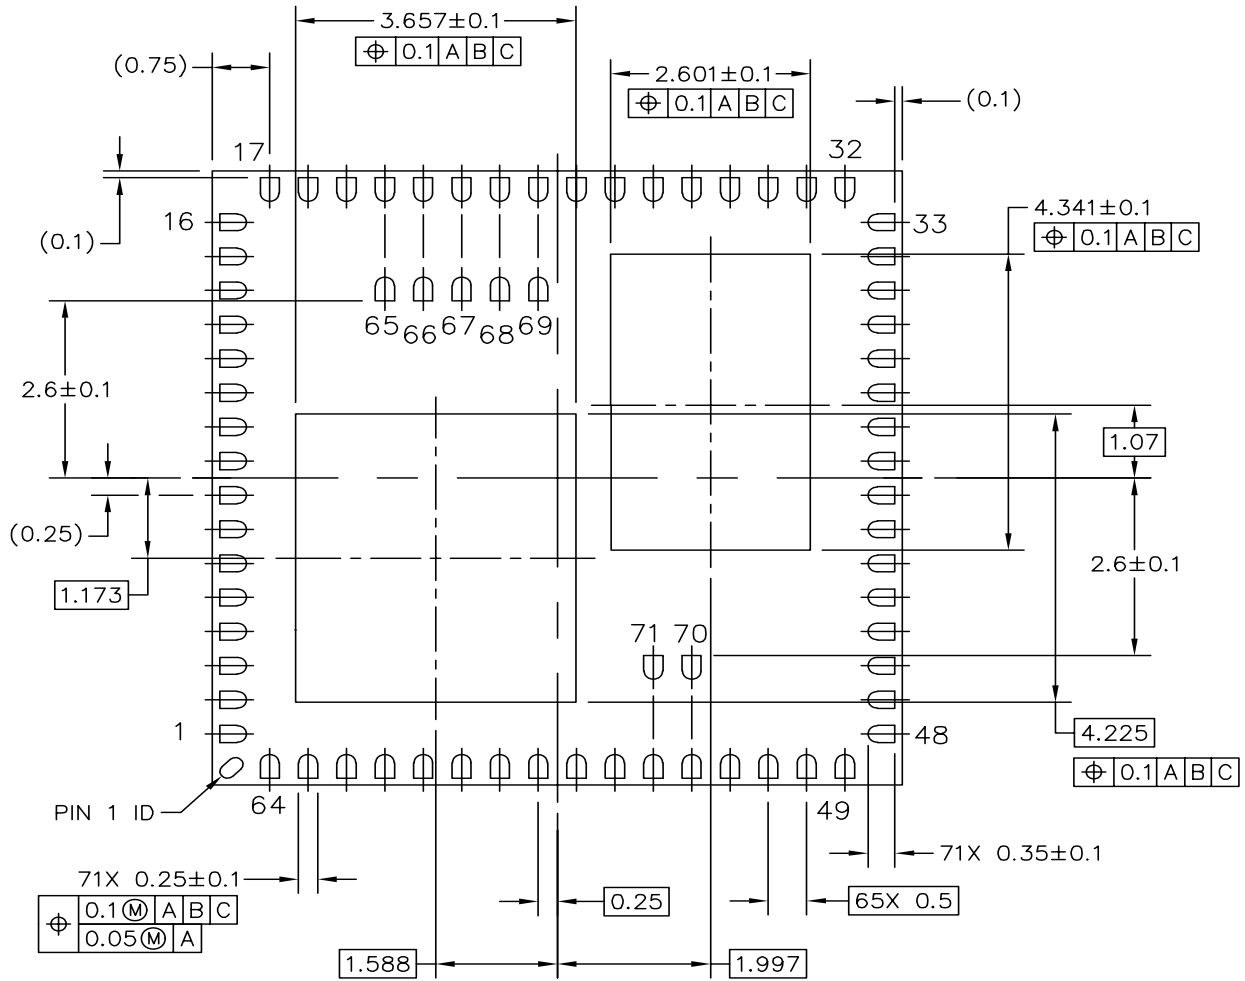 3.657±0.1
⌖ 0.1 A B C
(0.75)
2.601±0.1
⌖ 0.1 A B C
(0.1)
17
32
16
33
(0.1)
4.341±0.1
⌖ 0.1 A B C
65 66 67 68 69
2.6±0.1
1.07
(0.25)
2.6±0.1
1.173
71 70
1
48
4.225
⌖ 0.1 A B C
PIN 1 ID
64
49
71X 0.35±0.1
71X 0.25±0.1
⌖ 0.1 Ⓜ A B C
0.05 Ⓜ A
0.25
65X 0.5
1.588
1.997